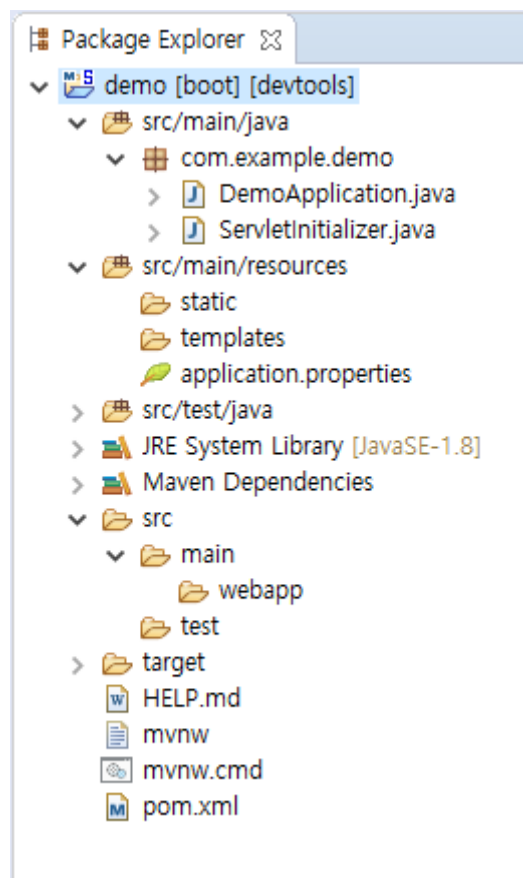 Package Explorer
demo [boot] [devtools]
src/main/java
com.example.demo
DemoApplication.java
ServletInitializer.java
src/main/resources
static
templates
application.properties
src/test/java
JRE System Library [JavaSE-1.8]
Maven Dependencies
src
main
webapp
test
target
HELP.md
mvnw
mvnw.cmd
pom.xml